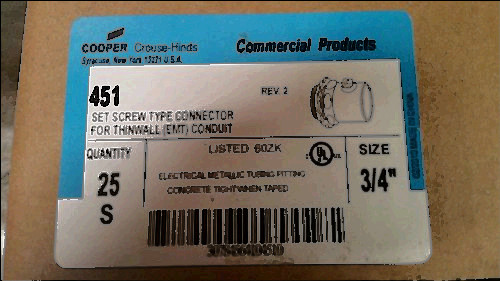 COOPER Crouse-Hinds
Syracuse, New York 13221 U.S.A.
Commercial Products
451
REV. 2
SET SCREW TYPE CONNECTOR
FOR THINWALL (EMT) CONDUIT
QUANTITY
25
S
LISTED 60ZK
UL
ELECTRICAL METALLIC TUBING FITTING
CONCRETE TIGHT WHEN TAPED
SIZE
3/4"